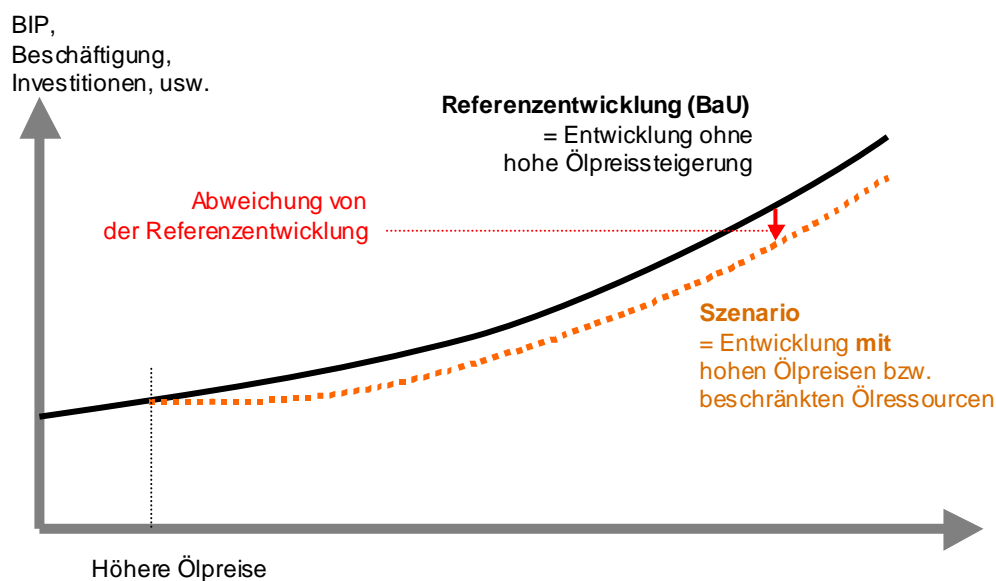 BIP,
Beschäftigung,
Investitionen, usw.
Referenzentwicklung (BaU)
= Entwicklung ohne
hohe Ölpreissteigerung
Abweichung von
der Referenzentwicklung
Szenario
= Entwicklung mit
hohen Ölpreisen bzw.
beschränkten Ölressourcen
Höhere Ölpreise